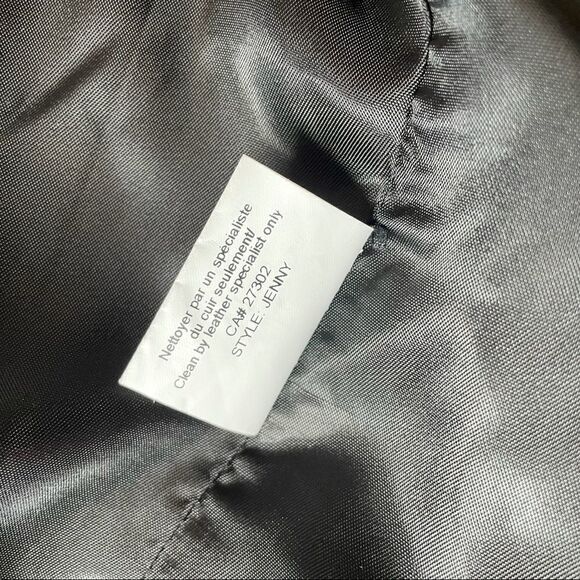 Nettoyer par un spécialiste
du cuir seulement/
Clean by leather specialist only
CA# 27302
STYLE: JENNY